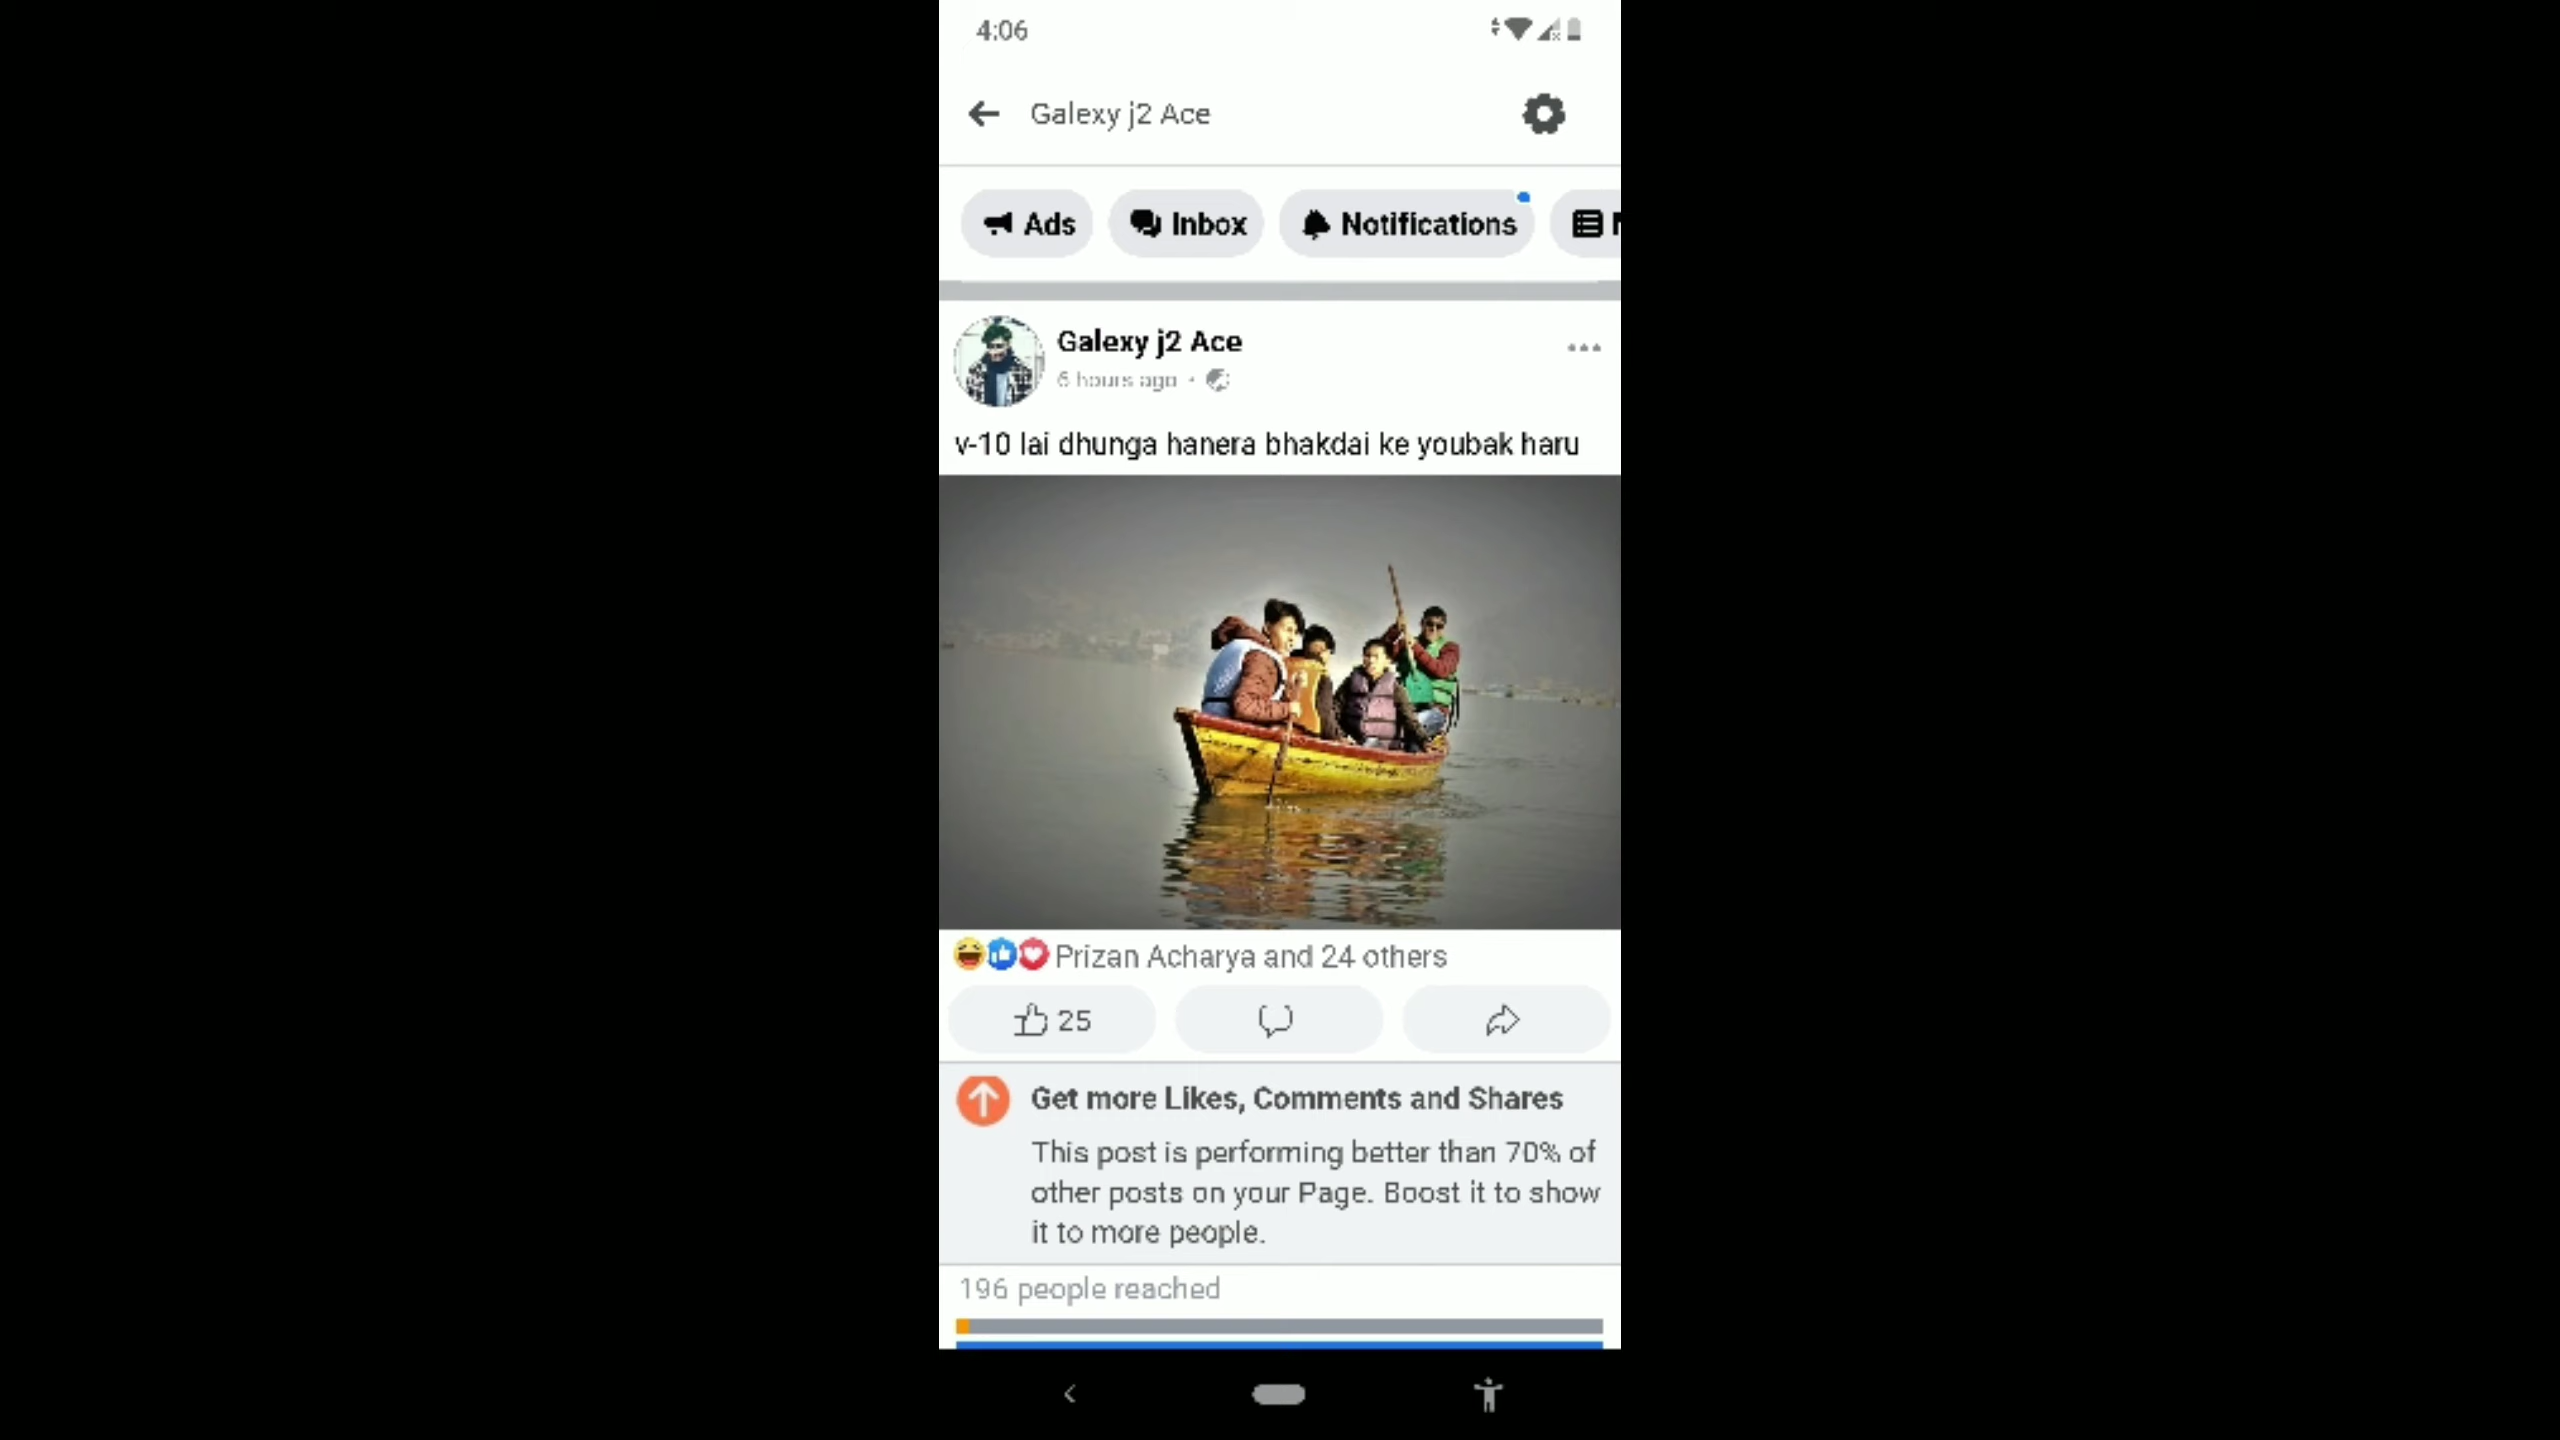 4:06
Galexy j2 Ace
Ads
Inbox
Notifications
Galexy j2 Ace
6 hours ago
v-10 lai dhunga hanera bhakdai ke youbak haru
Prizan Acharya and 24 others
25
Get more Likes, Comments and Shares
This post is performing better than 70% of
other posts on your Page. Boost it to show
it to more people.
196 people reached